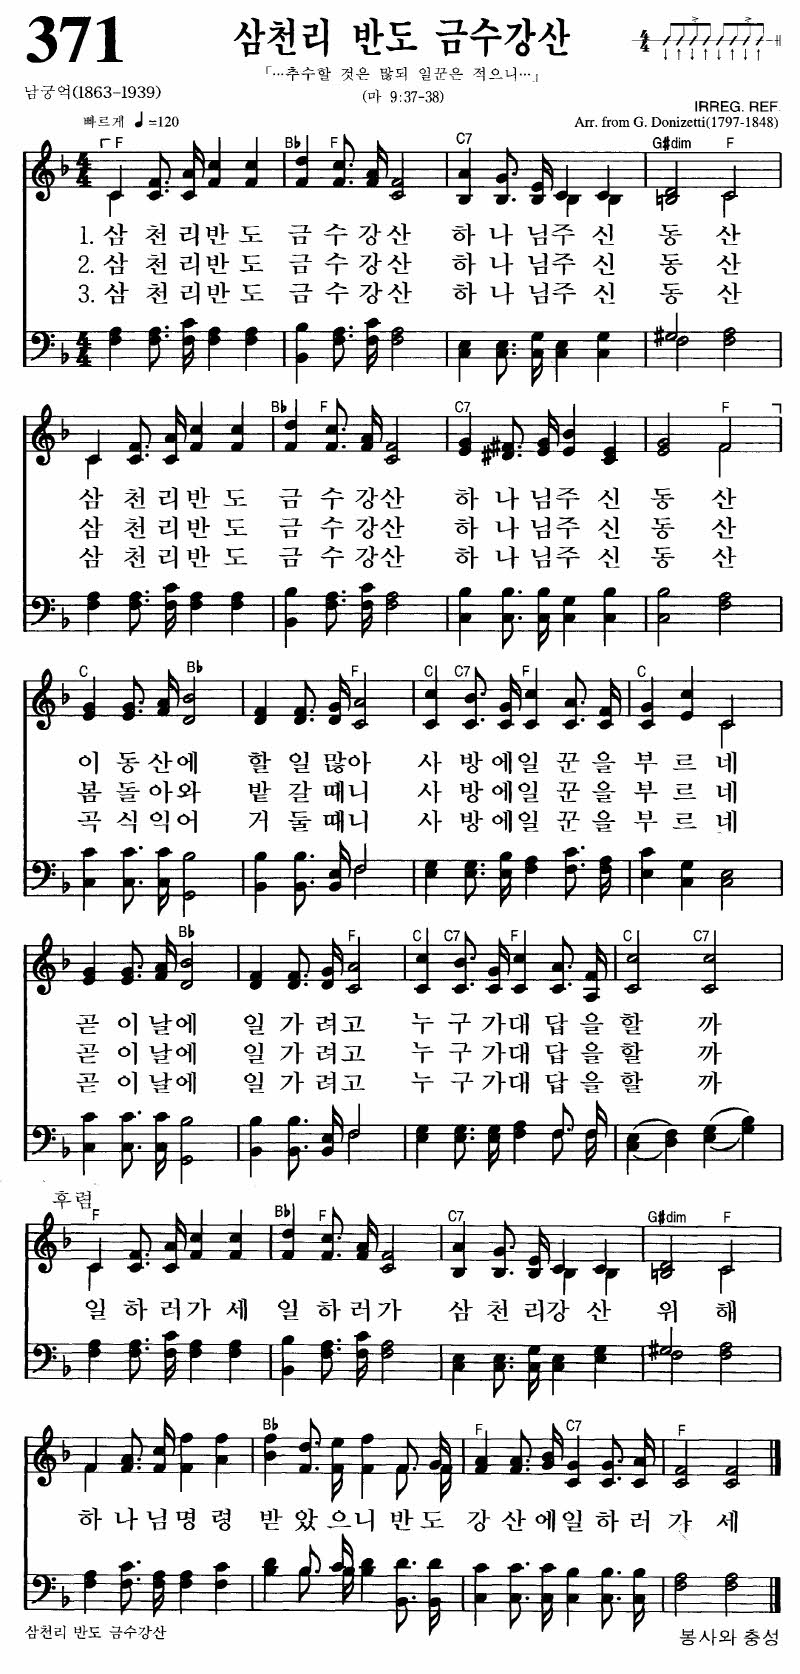 371
삼천리 반도 금수강산
「…추수할 것은 많되 일꾼은 적으니…」
(마 9:37-38)
남궁억(1863-1939)
IRREG. REF.
Arr. from G. Donizetti(1797-1848)
빠르게 ♩=120
F B♭ F C7 G#dim F
4/4
1. 삼 천 리 반 도 금 수 강 산 하 나 님 주 신 동 산
2. 삼 천 리 반 도 금 수 강 산 하 나 님 주 신 동 산
3. 삼 천 리 반 도 금 수 강 산 하 나 님 주 신 동 산
B♭ F C7 F
삼 천 리 반 도 금 수 강 산 하 나 님 주 신 동 산
삼 천 리 반 도 금 수 강 산 하 나 님 주 신 동 산
삼 천 리 반 도 금 수 강 산 하 나 님 주 신 동 산
C B♭ F C C7 F C
이 동 산 에 할 일 많아 사 방 에 일 꾼 을 부 르 네
봄 돌 아 와 밭 갈 때니 사 방 에 일 꾼 을 부 르 네
곡 식 익 어 거 둘 때니 사 방 에 일 꾼 을 부 르 네
B♭ F C C7 F C C7
곧 이 날 에 일 가 려고 누 구 가 대 답 을 할 까
곧 이 날 에 일 가 려고 누 구 가 대 답 을 할 까
곧 이 날 에 일 가 려고 누 구 가 대 답 을 할 까
후렴
F B♭ F C7 G#dim F
일 하 러 가 세 일 하 러 가 삼 천 리 강 산 위 해
B♭ F C7 F
하 나 님 명 령 받 았 으 니 반 도 강 산 에 일 하 러 가 세
삼천리 반도 금수강산
봉사와 충성